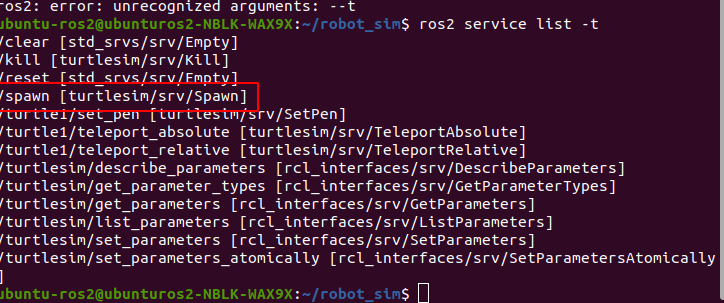 ros2: error: unrecognized arguments: --t
ubuntu-ros2@ubunturos2-NBLK-WAX9X:~/robot_sim$ ros2 service list -t
/clear [std_srvs/srv/Empty]
/kill [turtlesim/srv/Kill]
/reset [std_srvs/srv/Empty]
/spawn [turtlesim/srv/Spawn]
/turtle1/set_pen [turtlesim/srv/SetPen]
/turtle1/teleport_absolute [turtlesim/srv/TeleportAbsolute]
/turtle1/teleport_relative [turtlesim/srv/TeleportRelative]
/turtlesim/describe_parameters [rcl_interfaces/srv/DescribeParameters]
/turtlesim/get_parameter_types [rcl_interfaces/srv/GetParameterTypes]
/turtlesim/get_parameters [rcl_interfaces/srv/GetParameters]
/turtlesim/list_parameters [rcl_interfaces/srv/ListParameters]
/turtlesim/set_parameters [rcl_interfaces/srv/SetParameters]
/turtlesim/set_parameters_atomically [rcl_interfaces/srv/SetParametersAtomically
]
ubuntu-ros2@ubunturos2-NBLK-WAX9X:~/robot_sim$